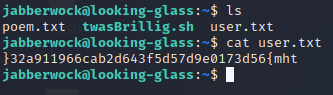 jabberwock@looking-glass:~$ ls
poem.txt  twasBrillig.sh  user.txt
jabberwock@looking-glass:~$ cat user.txt
}32a911966cab2d643f5d57d9e0173d56{mht
jabberwock@looking-glass:~$